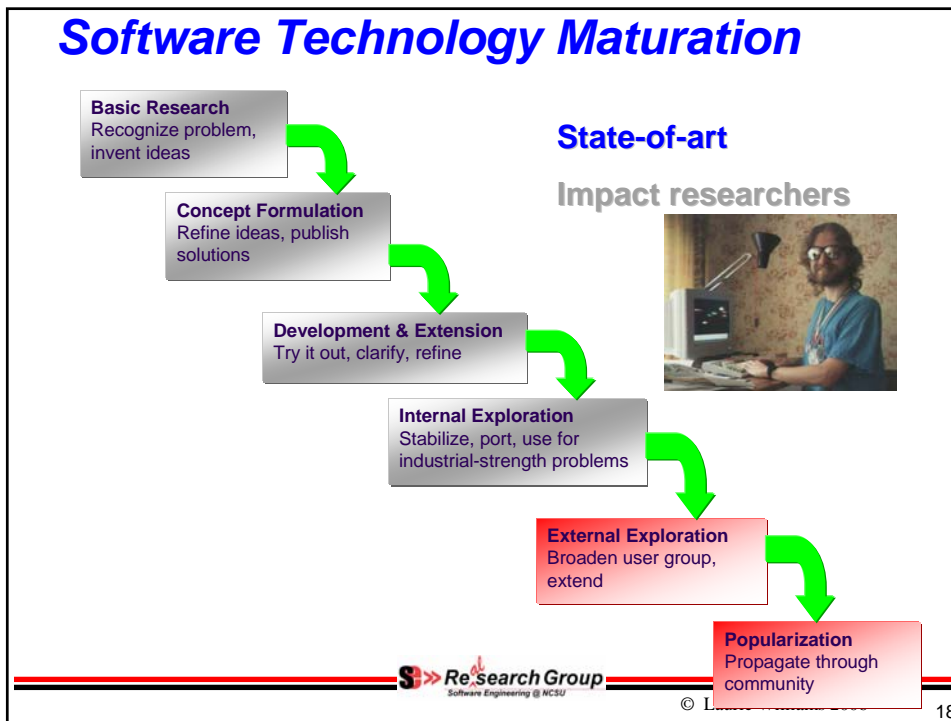 Software Technology Maturation
Basic Research
Recognize problem,
invent ideas
State-of-art
Impact researchers
Concept Formulation
Refine ideas, publish
solutions
Development & Extension
Try it out, clarify, refine
Internal Exploration
Stabilize, port, use for
industrial-strength problems
External Exploration
Broaden user group,
extend
Popularization
Propagate through
community
Realsearch Group
Software Engineering @ NCSU
©
18